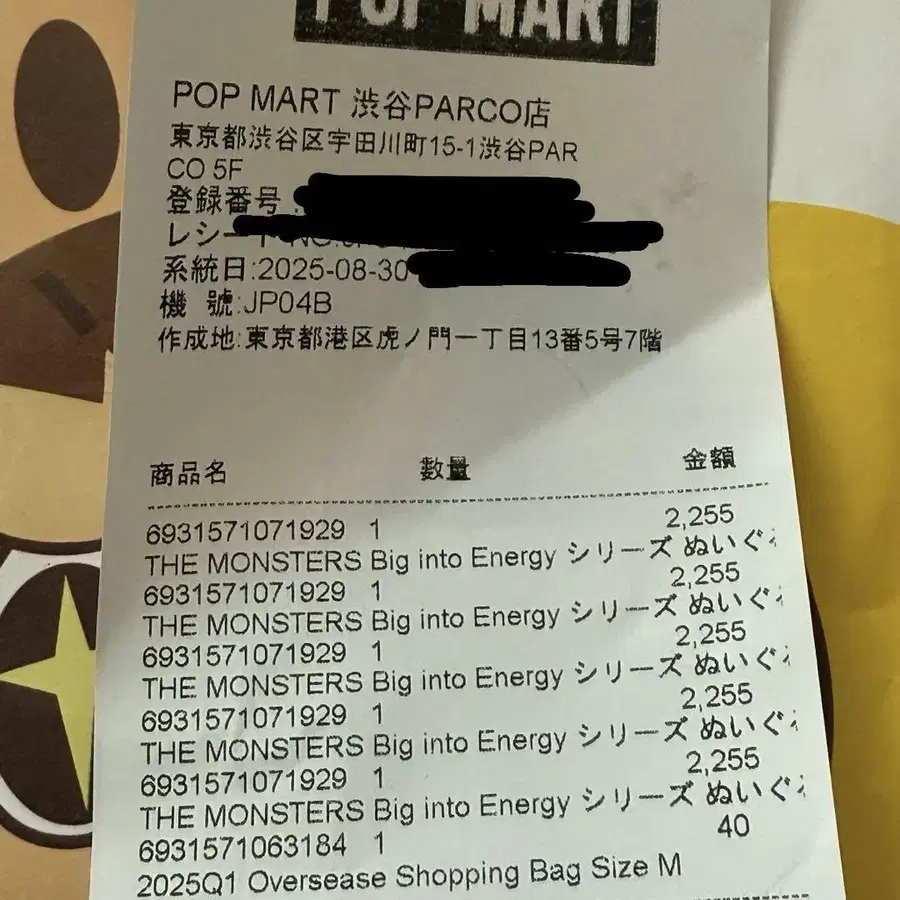 POP MART
POP MART 渋谷PARCO店
東京都渋谷区宇田川町15-1渋谷PAR
CO 5F
登録番号
レシート
系統日:2025-08-30
機 號:JP04B
作成地:東京都港区虎ノ門一丁目13番5号7階
商品名 數量 金額
6931571071929 1 2,255
THE MONSTERS Big into Energy シリーズ ぬいぐ
6931571071929 1 2,255
THE MONSTERS Big into Energy シリーズ ぬいぐ
6931571071929 1 2,255
THE MONSTERS Big into Energy シリーズ ぬいぐ
6931571071929 1 2,255
THE MONSTERS Big into Energy シリーズ ぬいぐ
6931571071929 1 2,255
THE MONSTERS Big into Energy シリーズ ぬいぐ
6931571063184 1 40
2025Q1 Oversease Shopping Bag Size M